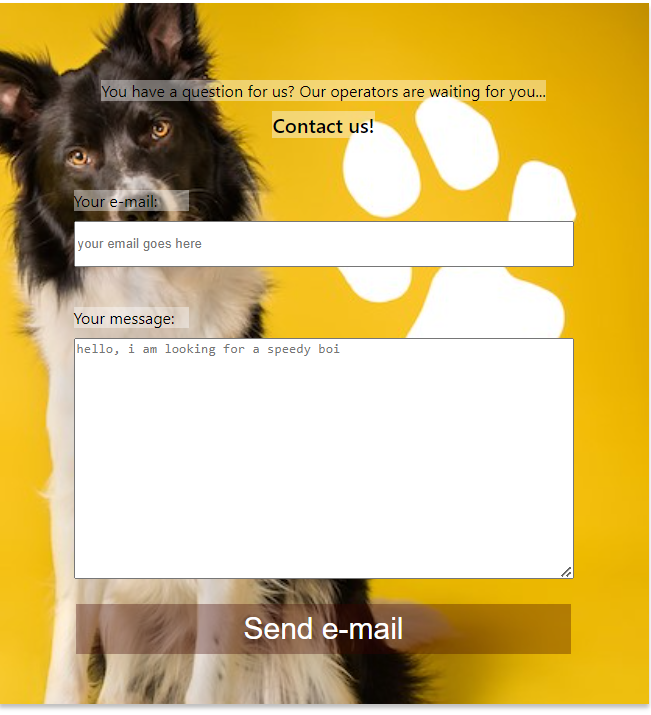 You have a question for us? Our operators are waiting for you...
Contact us!
Your e-mail:
your email goes here
Your message:
hello, i am looking for a speedy boi
Send e-mail